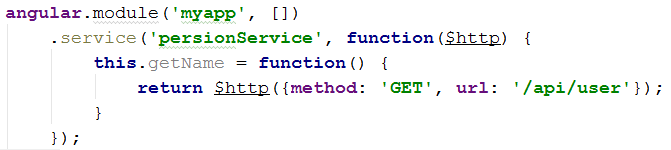 angular.module('myapp', [])
    .service('persionService', function($http) {
        this.getName = function() {
            return $http({method: 'GET', url: '/api/user'});
        }
    });